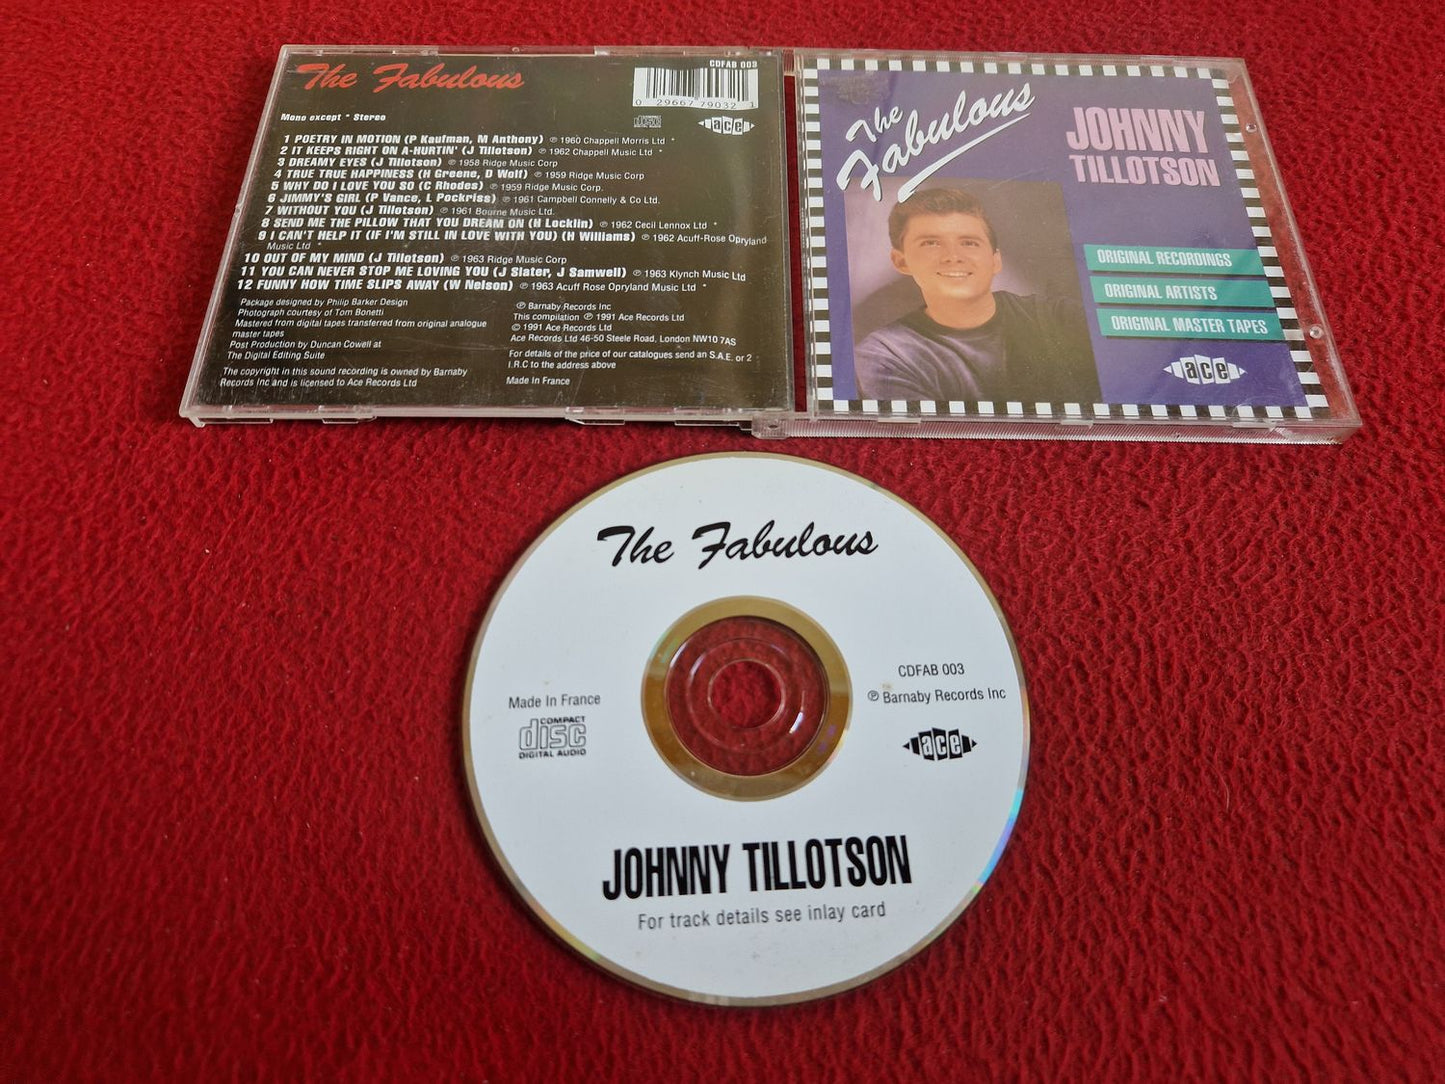 The Fabulous
CDFAB 003
0 29667 79032 1
Mono except * Stereo
ace
1 POETRY IN MOTION (P Kaufman, M Anthony) ℗ 1960 Chappell Morris Ltd *
2 IT KEEPS RIGHT ON A-HURTIN' (J Tillotson) ℗ 1962 Chappell Music Ltd *
3 DREAMY EYES (J Tillotson) ℗ 1958 Ridge Music Corp
4 TRUE TRUE HAPPINESS (H Greene, D Wolf) ℗ 1959 Ridge Music Corp
5 WHY DO I LOVE YOU SO (C Rhodes) ℗ 1959 Ridge Music Corp.
6 JIMMY'S GIRL (P Vance, L Pockriss) ℗ 1961 Campbell Connelly & Co Ltd.
7 WITHOUT YOU (J Tillotson) ℗ 1961 Bourne Music Ltd.
8 SEND ME THE PILLOW THAT YOU DREAM ON (H Locklin) ℗ 1962 Cecil Lennox Ltd *
9 I CAN'T HELP IT (IF I'M STILL IN LOVE WITH YOU) (H Williams) ℗ 1962 Acuff-Rose Opryland
Music Ltd *
10 OUT OF MY MIND (J Tillotson) ℗ 1963 Ridge Music Corp
11 YOU CAN NEVER STOP ME LOVING YOU (J Slater, J Samwell) ℗ 1963 Klynch Music Ltd
12 FUNNY HOW TIME SLIPS AWAY (W Nelson) ℗ 1963 Acuff Rose Opryland Music Ltd *
Package designed by Philip Barker Design
Photograph courtesy of Tom Bonetti
Mastered from digital tapes transferred from original analogue
master tapes
Post Production by Duncan Cowell at
The Digital Editing Suite
The copyright in this sound recording is owned by Barnaby
Records Inc and is licensed to Ace Records Ltd
℗ Barnaby Records Inc
This compilation ℗ 1991 Ace Records Ltd
© 1991 Ace Records Ltd
Ace Records Ltd 46-50 Steele Road, London NW10 7AS
For details of the price of our catalogues send an S.A.E. or 2
I.R.C to the address above
Made In France
The
Fabulous
JOHNNY
TILLOTSON
ORIGINAL RECORDINGS
ORIGINAL ARTISTS
ORIGINAL MASTER TAPES
ace
The Fabulous
Made In France
COMPACT
disc
DIGITAL AUDIO
CDFAB 003
℗ Barnaby Records Inc
ace
JOHNNY TILLOTSON
For track details see inlay card